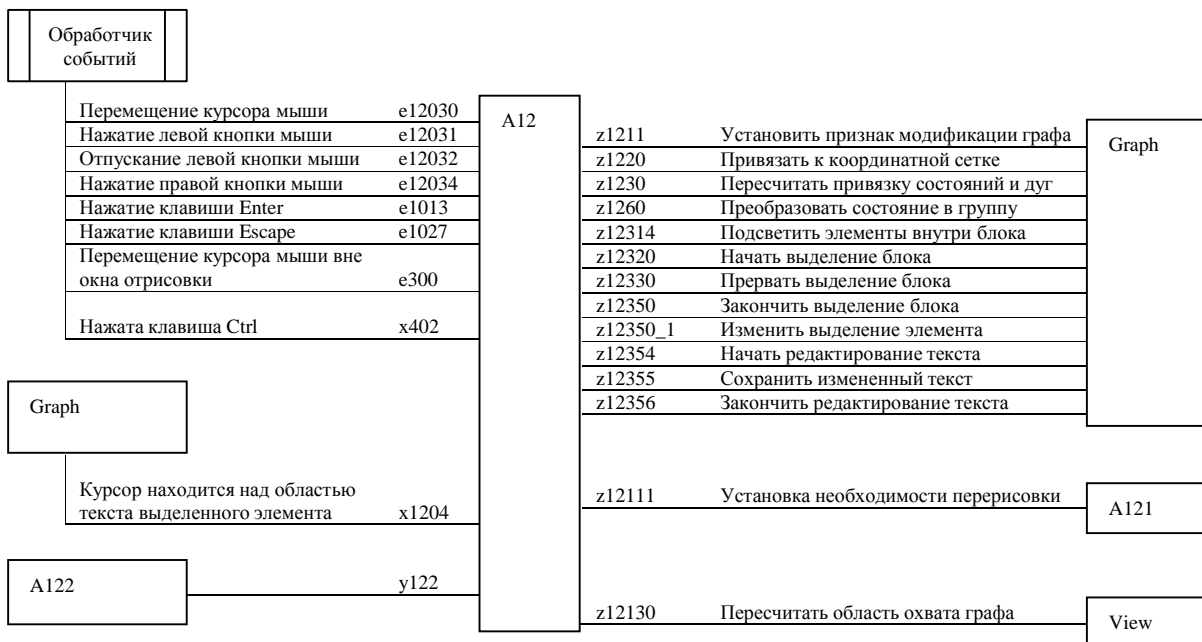 Обработчик
событий
Перемещение курсора мыши e12030
Нажатие левой кнопки мыши e12031
Отпускание левой кнопки мыши e12032
Нажатие правой кнопки мыши e12034
Нажатие клавиши Enter e1013
Нажатие клавиши Escape e1027
Перемещение курсора мыши вне
окна отрисовки e300
Нажата клавиша Ctrl x402
Graph
Курсор находится над областью
текста выделенного элемента x1204
A122 y122
A12
z1211 Установить признак модификации графа
z1220 Привязать к координатной сетке
z1230 Пересчитать привязку состояний и дуг
z1260 Преобразовать состояние в группу
z12314 Подсветить элементы внутри блока
z12320 Начать выделение блока
z12330 Прервать выделение блока
z12350 Закончить выделение блока
z12350_1 Изменить выделение элемента
z12354 Начать редактирование текста
z12355 Сохранить измененный текст
z12356 Закончить редактирование текста
Graph
z12111 Установка необходимости перерисовки
A121
z12130 Пересчитать область охвата графа
View